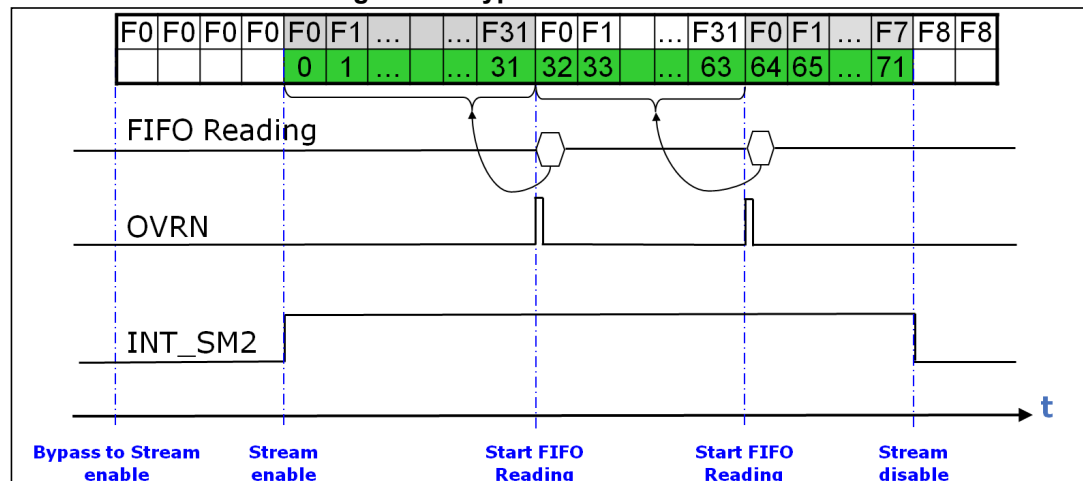 F0 F0 F0 F0 F0 F1 ... ... F31 F0 F1 ... F31 F0 F1 ... F7 F8 F8
0 1 ... ... 31 32 33 ... 63 64 65 ... 71
FIFO Reading
OVRN
INT_SM2
t
Bypass to Stream Stream Start FIFO Start FIFO Stream
enable enable Reading Reading disable